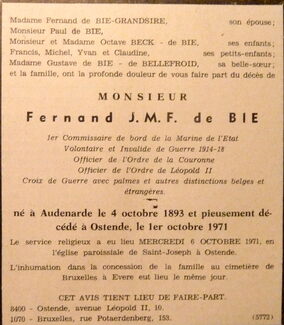 Madame Fernand de BIE-GRANDSIRE, son épouse;
Monsieur Paul de BIE,
Monsieur et Madame Octave BECK - de BIE, ses enfants;
Francis, Michel, Yvan et Claudine, ses petits-enfants;
Madame Gustave de BIE - de BELLEFROID, sa belle-sœur;
et la famille, ont la profonde douleur de vous faire part du décès de
MONSIEUR
Fernand J.M.F. de BIE
1er Commissaire de bord de la Marine de l'Etat
Volontaire et Invalide de Guerre 1914-18
Officier de l'Ordre de la Couronne
Officier de l'Ordre de Léopold II
Croix de Guerre avec palmes et autres distinctions belges et
étrangères.
né à Audenarde le 4 octobre 1893 et pieusement dé-
cédé à Ostende, le 1er octobre 1971
Le service religieux a eu lieu MERCREDI 6 OCTOBRE 1971, en
l'église paroissiale de Saint-Joseph à Ostende.
L'inhumation dans la concession de la famille au cimetière de
Bruxelles à Evere eut lieu le même jour.
CET AVIS TIENT LIEU DE FAIRE-PART.
8400 - Ostende, avenue Léopold II, 10.
1070 - Bruxelles, rue Potaerdenberg, 153. (5772)